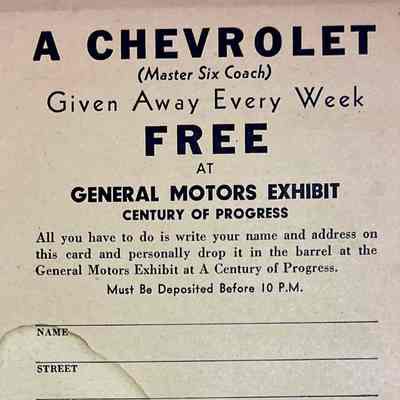 A CHEVROLET
(Master Six Coach)
Given Away Every Week
FREE
AT
GENERAL MOTORS EXHIBIT
CENTURY OF PROGRESS
All you have to do is write your name and address on
this card and personally drop it in the barrel at the
General Motors Exhibit at A Century of Progress.
Must Be Deposited Before 10 P.M.
NAME
STREET